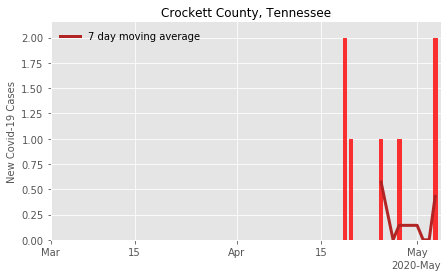 Crockett County, Tennessee
7 day moving average
New Covid-19 Cases
2.00
1.75
1.50
1.25
1.00
0.75
0.50
0.25
0.00
Mar
15
Apr
15
May
2020-May